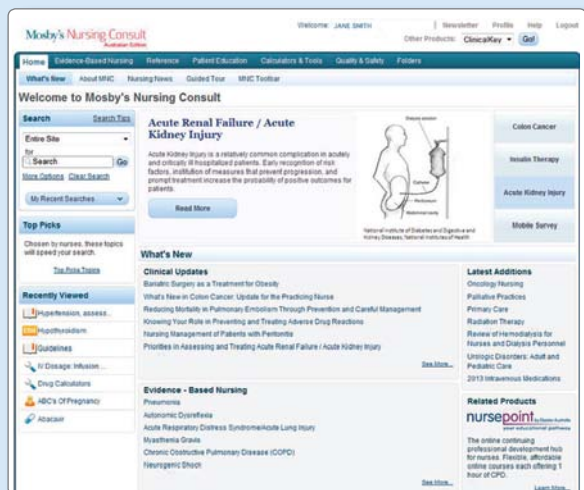 Mosby's Nursing Consult
Australian Edition
Welcome: JANE SMITH
Newsletter Profile Help Logout
Other Products: ClinicalKey Go!
Home Evidence-Based Nursing Reference Patient Education Calculators & Tools Quality & Safety Folders
What's New About MNC Nursing News Guided Tour MNC Toolbar
Welcome to Mosby's Nursing Consult
Search Search Tips
Entire Site
for
Search Go
More Options Clear Search
My Recent Searches
Top Picks
Chosen by nurses, these topics
will speed your search.
Top Picks Topics
Recently Viewed
Hypertension, assess...
Hypothyroidism
Guidelines
IV Dosage: Infusion ...
Drug Calculators
ABC's Of Pregnancy
Abacavir
Acute Renal Failure / Acute
Kidney Injury
Acute Kidney Injury is a relatively common complication in acutely
and critically ill hospitalized patients. Early recognition of risk
factors, institution of measures that prevent progression, and
prompt treatment increase the probability of positive outcomes for
patients.
Read More
Dialysis solution
Catheter
Peritoneum
Abdominal cavity
National Institute of Diabetes and Digestive and
Kidney Diseases, National Institutes of Health
Colon Cancer
Insulin Therapy
Acute Kidney Injury
Mobile Survey
What's New
Clinical Updates
Bariatric Surgery as a Treatment for Obesity
What's New in Colon Cancer: Update for the Practicing Nurse
Reducing Mortality in Pulmonary Embolism Through Prevention and Careful Management
Knowing Your Role in Preventing and Treating Adverse Drug Reactions
Nursing Management of Patients with Peritonitis
Priorities in Assessing and Treating Acute Renal Failure / Acute Kidney Injury
See More...
Evidence - Based Nursing
Pneumonia
Autonomic Dysreflexia
Acute Respiratory Distress Syndrome/Acute Lung Injury
Myasthenia Gravis
Chronic Obstructive Pulmonary Disease (COPD)
Neurogenic Shock
See More...
Latest Additions
Oncology Nursing
Palliative Practices
Primary Care
Radiation Therapy
Review of Hemodialysis for
Nurses and Dialysis Personnel
Urologic Disorders: Adult and
Pediatric Care
2013 Intravenous Medications
Related Products
nursepoint by Elsevier Australia
your educational pathway
The online continuing
professional development hub
for nurses. Flexible, affordable
online courses each offering 1
hour of CPD.
Learn More...